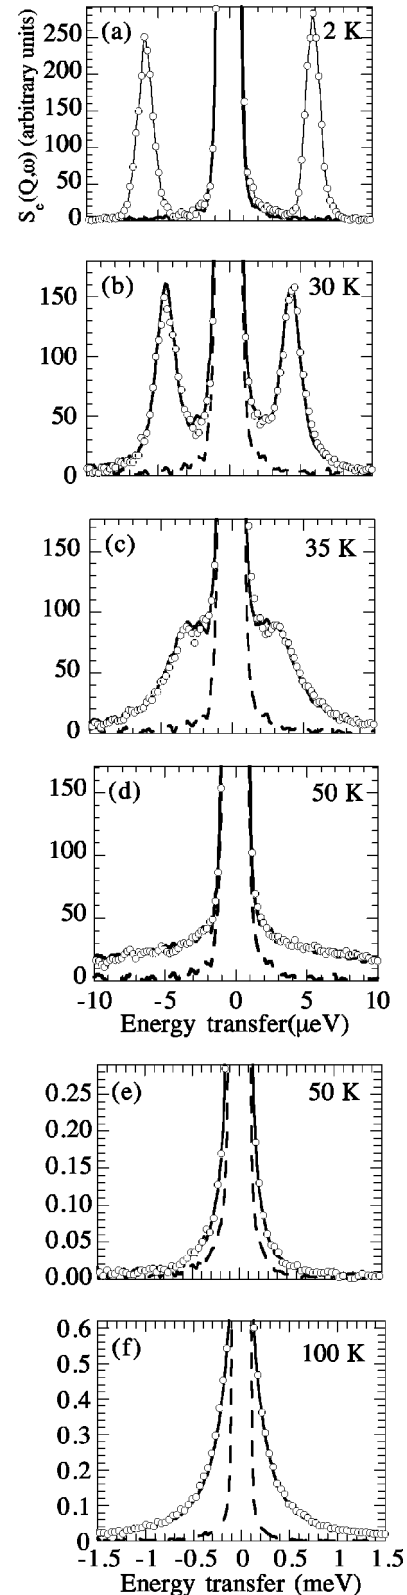 S_c(Q,ω) (arbitrary units)
(a) 2 K
250
200
150
100
50
0
(b) 30 K
150
100
50
0
(c) 35 K
150
100
50
0
(d) 50 K
150
100
50
0
-10 -5 0 5 10
Energy transfer(μeV)
(e) 50 K
0.25
0.20
0.15
0.10
0.05
0.00
(f) 100 K
0.6
0.5
0.4
0.3
0.2
0.1
0
-1.5 -1 -0.5 0 0.5 1 1.5
Energy transfer (meV)